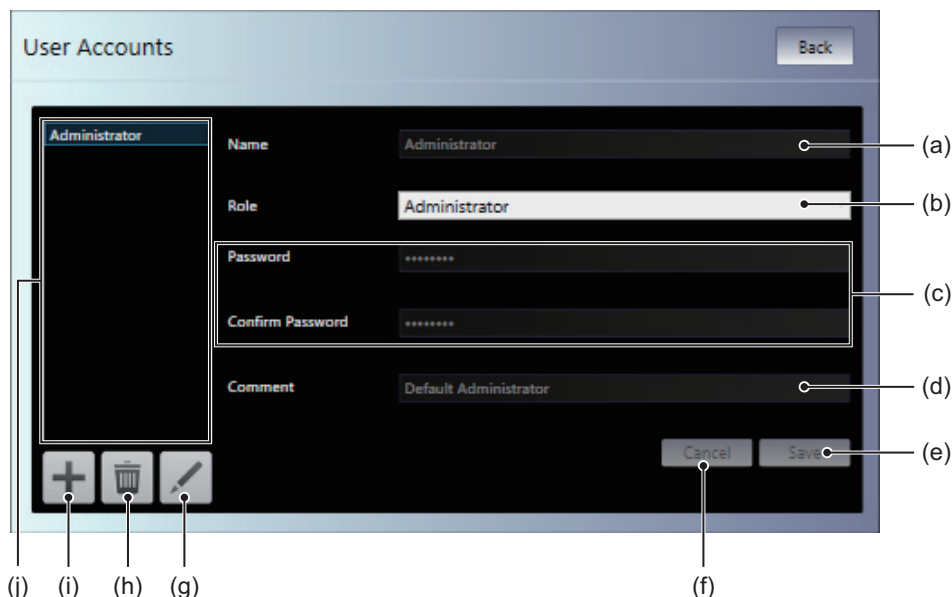 User Accounts
Back
Administrator
Name
Administrator
(a)
Role
Administrator
(b)
Password
••••••••
(c)
Confirm Password
••••••••
Comment
Default Administrator
(d)
Cancel
Save
(e)
(j)
(i)
(h)
(g)
(f)